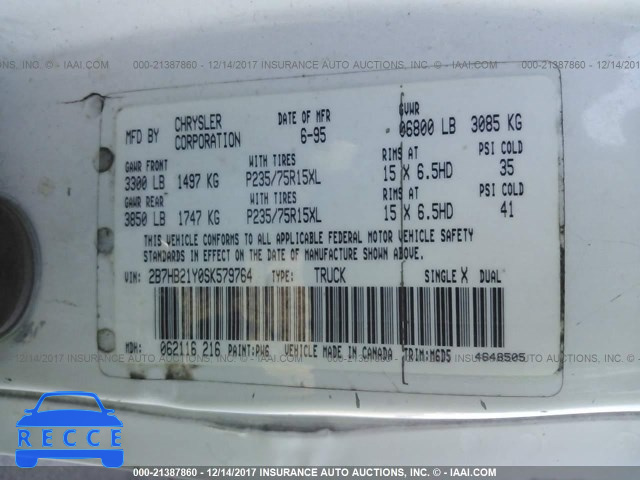 000-21387860 - 12/14/2017 INSURANCE AUTO AUCTIONS, INC. - © - IAAI.COM
MFD BY CHRYSLER CORPORATION
DATE OF MFR 6-95
GVWR 06800 LB 3085 KG
GAWR FRONT WITH TIRES RIMS AT PSI COLD
3300 LB 1497 KG P235/75R15XL 15 X 6.5HD 35
GAWR REAR WITH TIRES RIMS AT PSI COLD
3850 LB 1747 KG P235/75R15XL 15 X 6.5HD 41
THIS VEHICLE CONFORMS TO ALL APPLICABLE FEDERAL MOTOR VEHICLE SAFETY
STANDARDS IN EFFECT ON THE DATE OF MANUFACTURE SHOWN ABOVE.
VIN: 2B7HB21Y0SK579764 TYPE: TRUCK SINGLE X DUAL
MDH: 062116 216 PAINT:PW6 VEHICLE MADE IN CANADA TRIM:M6D5 4648505
RECCE
000-21387860 - 12/14/2017 INSURANCE AUTO AUCTIONS, INC. - © - IAAI.COM